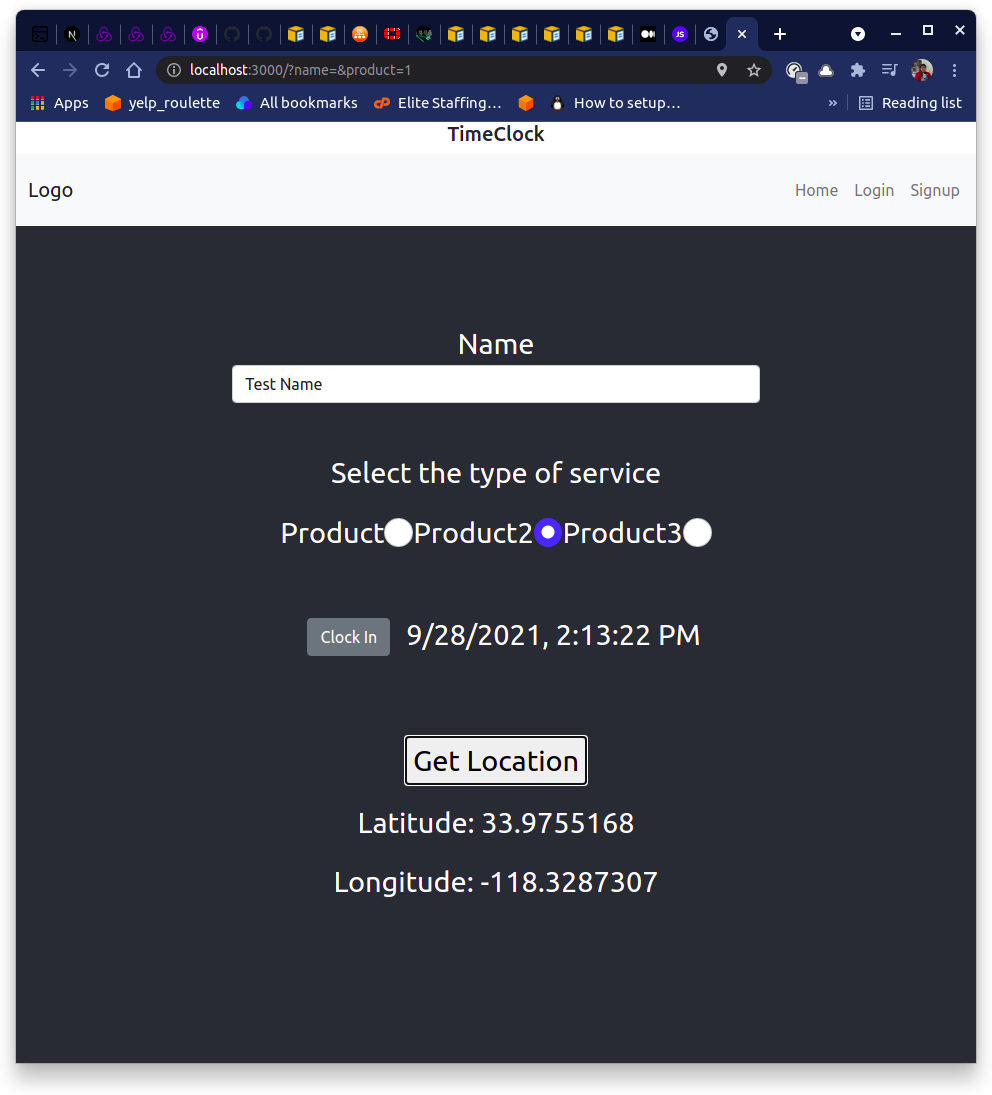 localhost:3000/?name=&product=1
Apps yelp_roulette All bookmarks Elite Staffing… How to setup… » Reading list
TimeClock
Logo Home Login Signup
Name
Test Name
Select the type of service
Product Product2 Product3
Clock In 9/28/2021, 2:13:22 PM
Get Location
Latitude: 33.9755168
Longitude: -118.3287307